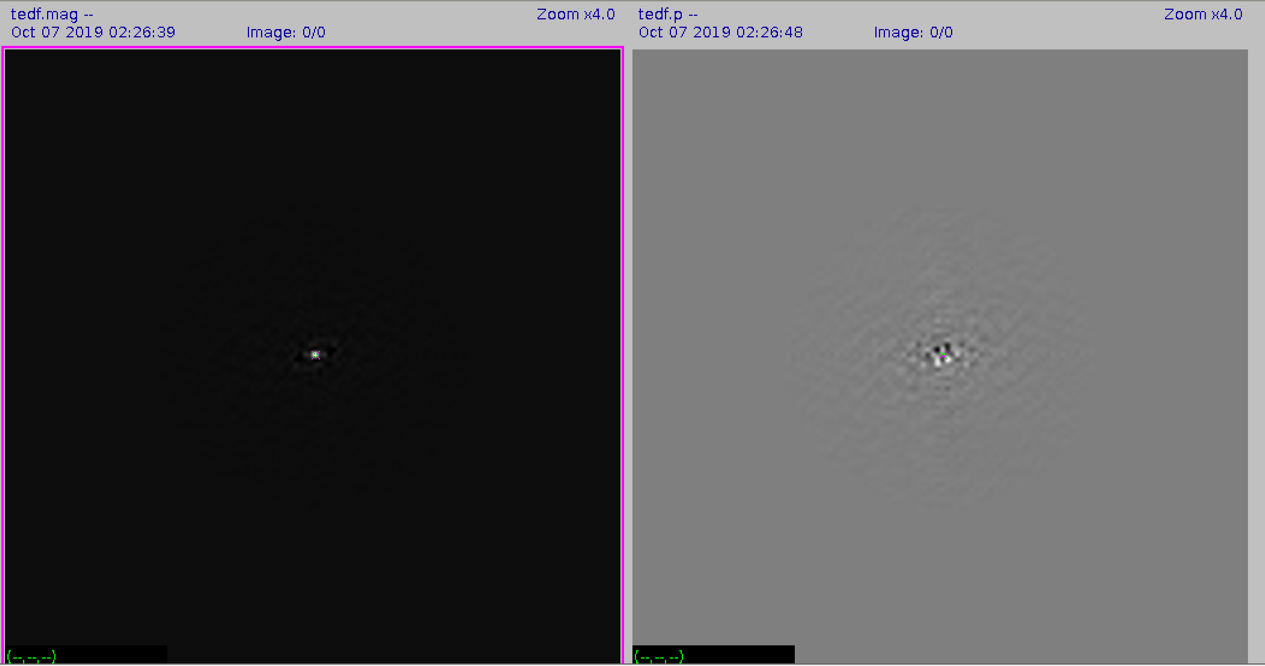 tedf.mag -- Zoom x4.0
Oct 07 2019 02:26:39 Image: 0/0
(--,--,--)
tedf.p -- Zoom x4.0
Oct 07 2019 02:26:48 Image: 0/0
(--,--,--)